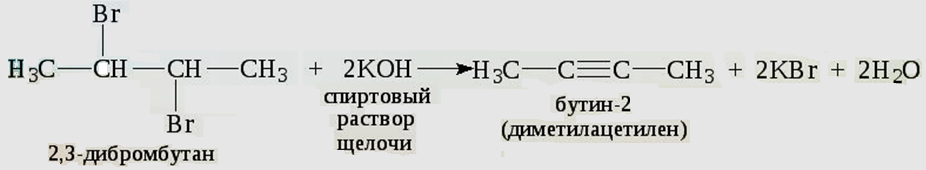 Br
H₃C—CH—CH—CH₃ + 2KOH→H₃C—C≡C—CH₃ + 2KBr + 2H₂O
Br
2,3-дибромбутан
спиртовый
раствор
щелочи
бутин-2
(диметилацетилен)